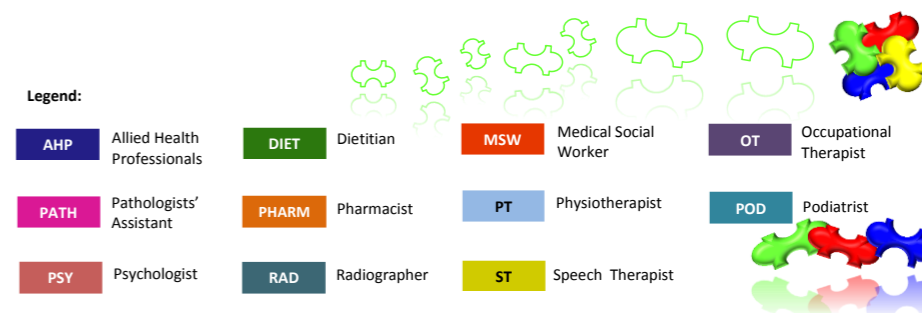 Legend:
AHP Allied Health
Professionals
DIET Dietitian
MSW Medical Social
Worker
OT Occupational
Therapist
PATH Pathologists’
Assistant
PHARM Pharmacist
PT Physiotherapist
POD Podiatrist
PSY Psychologist
RAD Radiographer
ST Speech Therapist